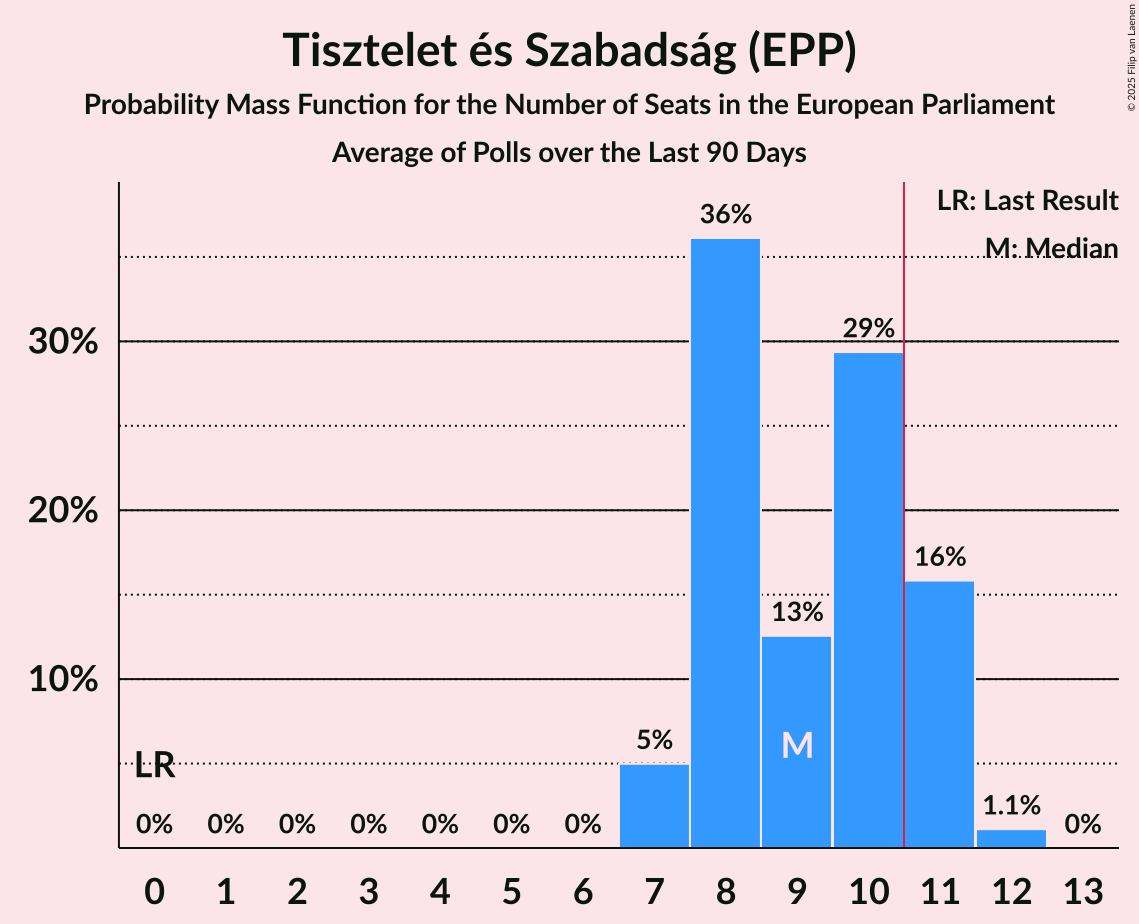 Tisztelet és Szabadság (EPP)
Probability Mass Function for the Number of Seats in the European Parliament
Average of Polls over the Last 90 Days
© 2025 Filip van Laenen
LR: Last Result
M: Median
36%
30%
29%
20%
16%
13%
10%
5%
M
LR
1.1%
0% 0% 0% 0% 0% 0% 0% 0%
0 1 2 3 4 5 6 7 8 9 10 11 12 13